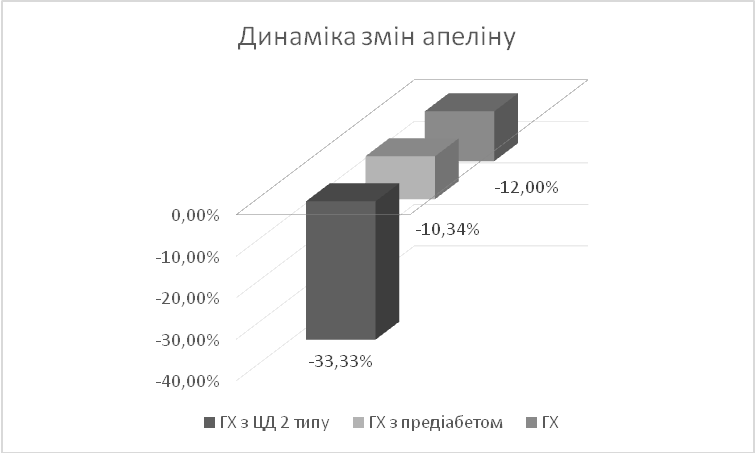 Динаміка змін апеліну
0,00%
-10,00%
-20,00%
-30,00%
-40,00%
-12,00%
-10,34%
-33,33%
ГХ з ЦД 2 типу
ГХ з предіабетом
ГХ